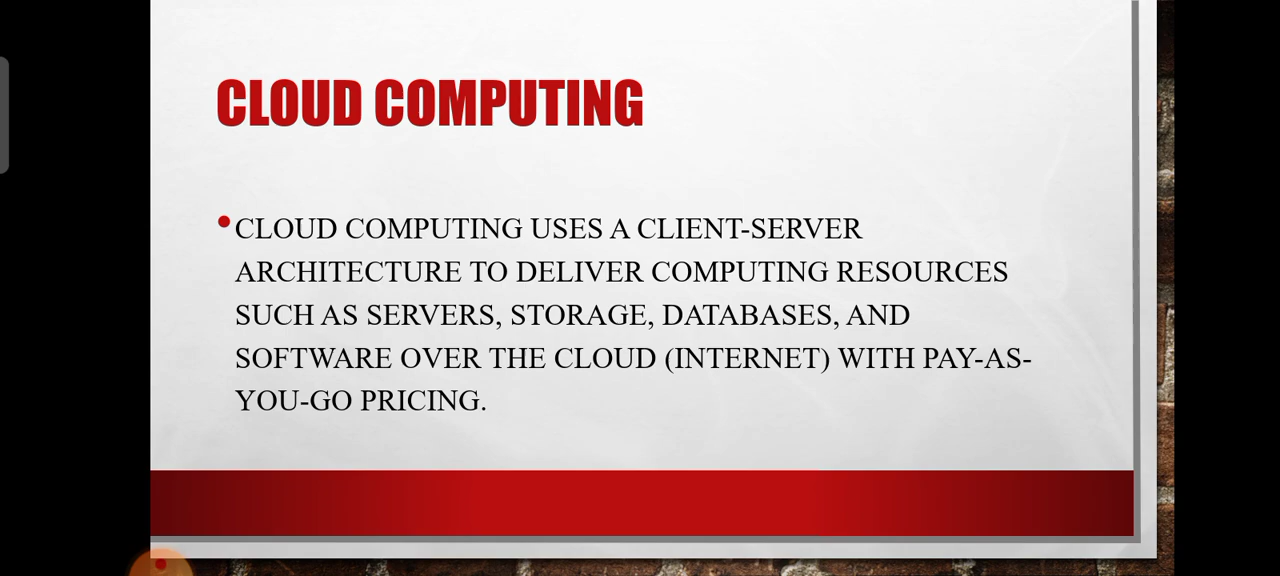 CLOUD COMPUTING
•CLOUD COMPUTING USES A CLIENT-SERVER
ARCHITECTURE TO DELIVER COMPUTING RESOURCES
SUCH AS SERVERS, STORAGE, DATABASES, AND
SOFTWARE OVER THE CLOUD (INTERNET) WITH PAY-AS-
YOU-GO PRICING.